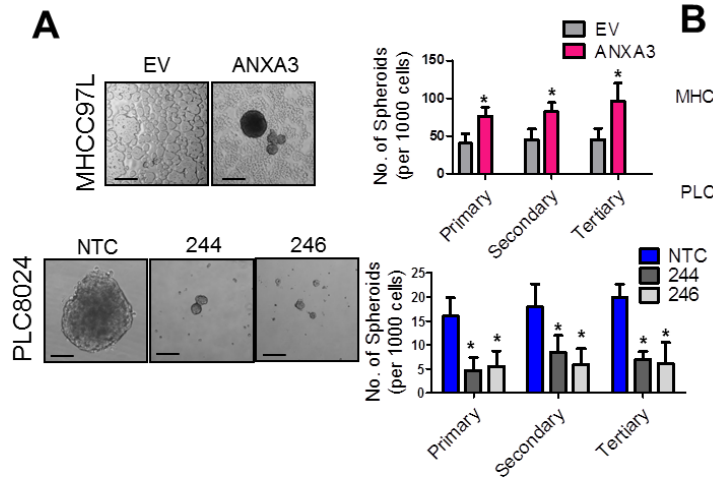 A
B
EV ANXA3
MHCC97L
EV
ANXA3
No. of Spheroids
(per 1000 cells)
150
100
50
0
* * *
Primary
Secondary
Tertiary
MHC
PLC
NTC 244 246
PLC8024
NTC
244
246
No. of Spheroids
(per 1000 cells)
25
20
15
10
5
0
* * * * * *
Primary
Secondary
Tertiary